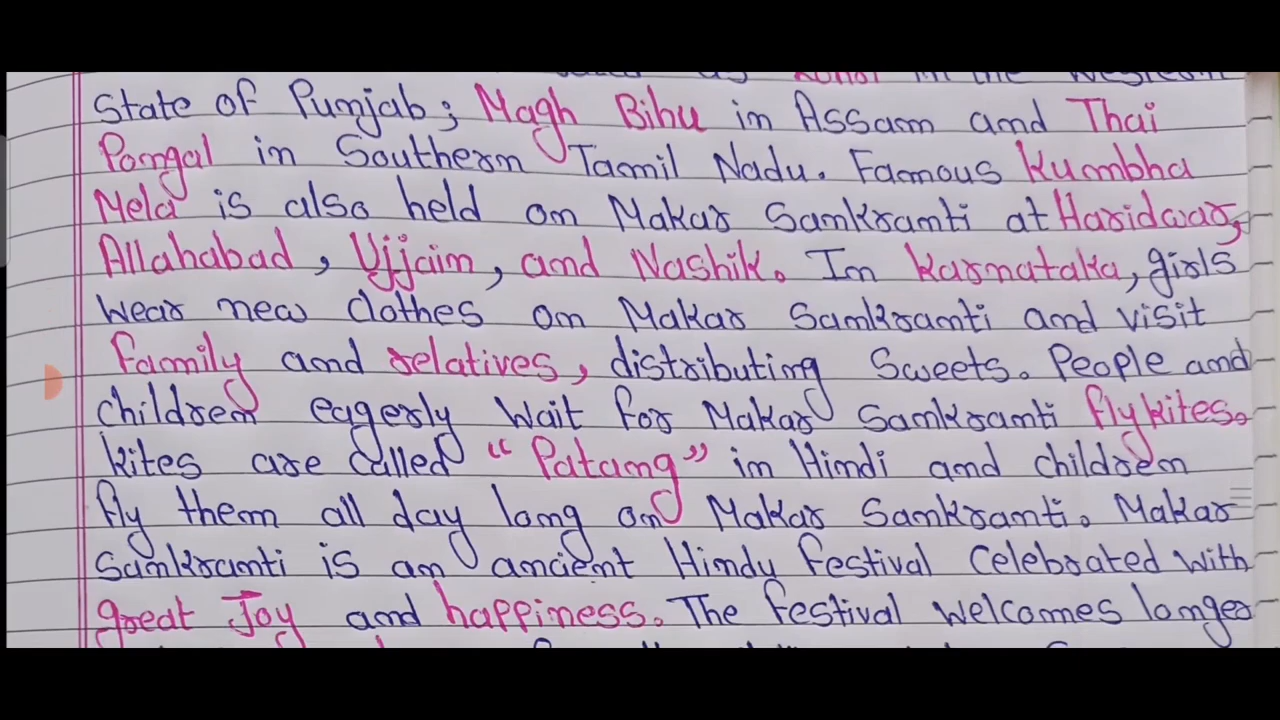 State of Punjab; Magh Bihu in Assam and Thai
Pongal in Southern Tamil Nadu. Famous Kumbha
Mela is also held on Makar Sankranti at Haridwar,
Allahabad, Ujjain, and Nashik. In Karnataka, girls
wear new clothes on Makar Sankranti and visit
family and relatives, distributing Sweets. People and
children eagerly wait for Makar Sankranti fly kites.
kites are called "Patang" in Hindi and children
fly them all day long on Makar Sankranti. Makar
Sankranti is an ancient Hindy festival celebrated with
great Joy and happiness. The festival welcomes longer